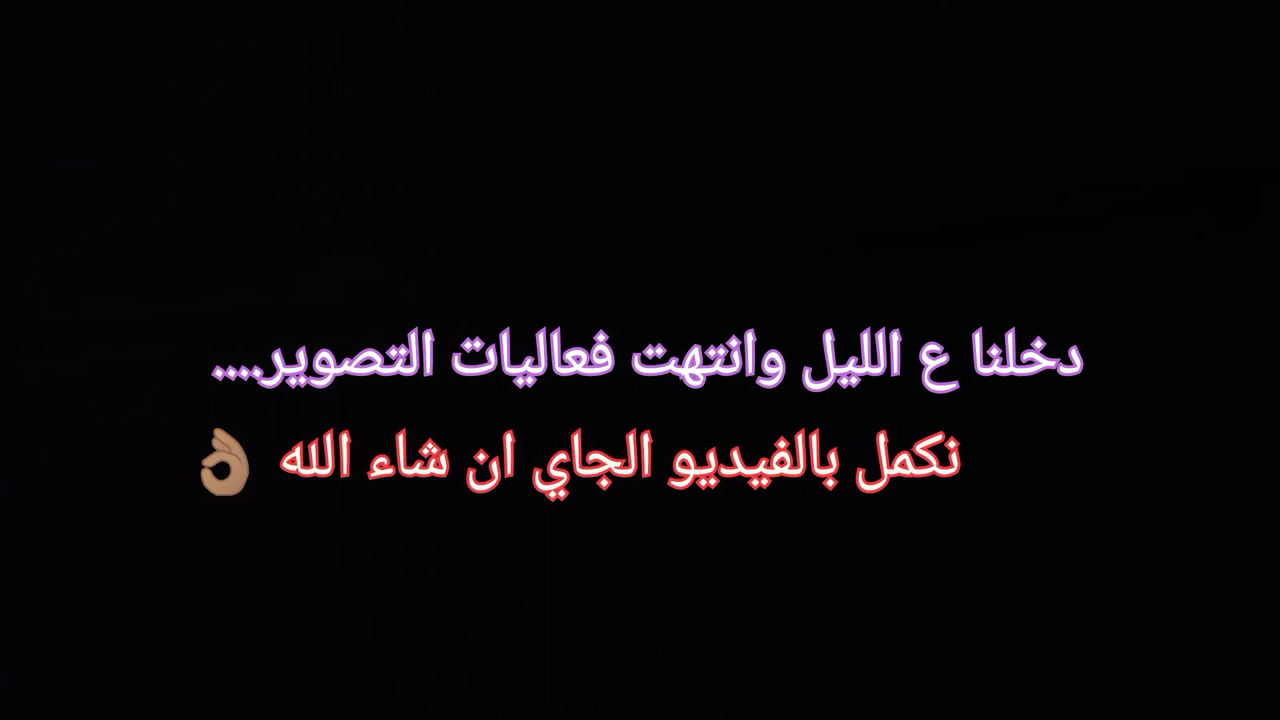 دخلنا ع الليل وانتهت فعاليات التصوير....
نكمل بالفيديو الجاي ان شاء الله 👌🏽